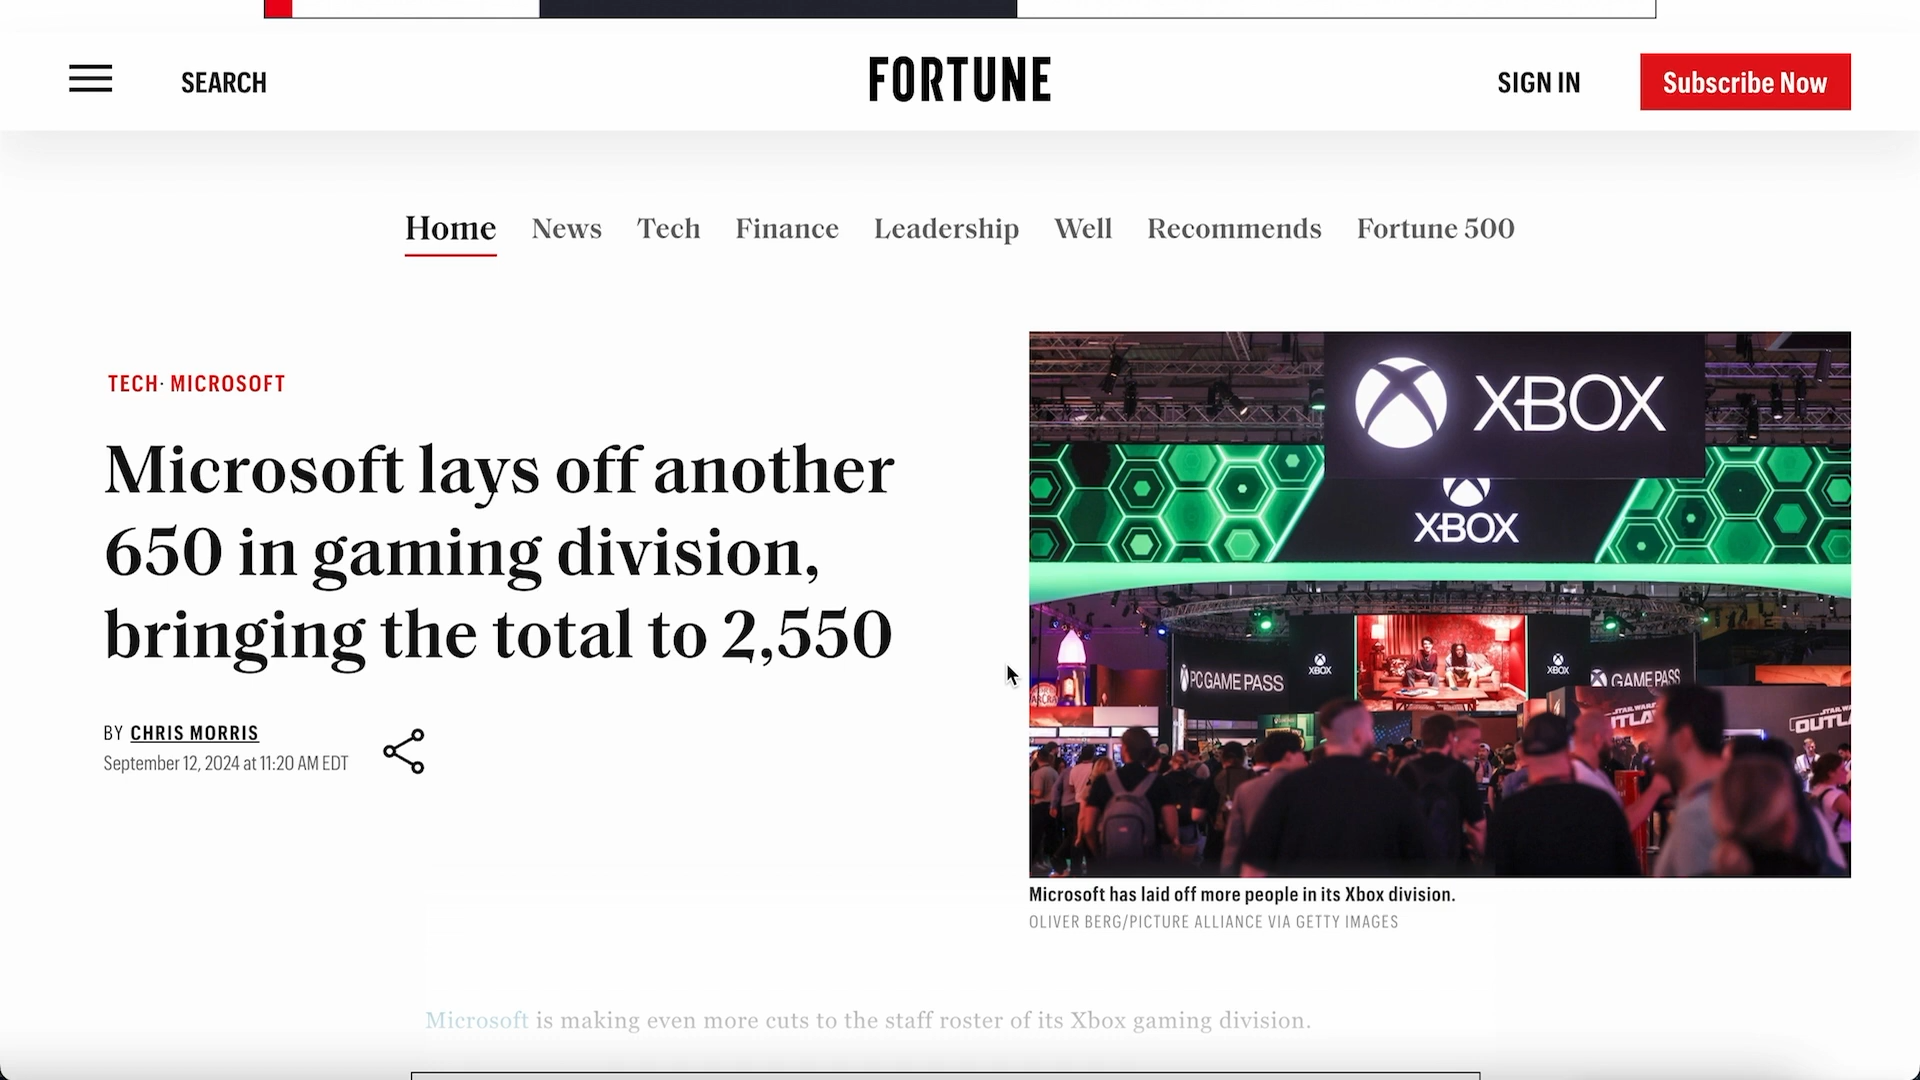 SEARCH
FORTUNE
SIGN IN
Subscribe Now
Home
News
Tech
Finance
Leadership
Well
Recommends
Fortune 500
TECH· MICROSOFT
Microsoft lays off another
650 in gaming division,
bringing the total to 2,550
BY CHRIS MORRIS
September 12, 2024 at 11:20 AM EDT
XBOX
XBOX
PC GAME PASS
XBOX
XBOX
GAME PASS
STAR WARS
STAR WARS
Microsoft has laid off more people in its Xbox division.
OLIVER BERG/PICTURE ALLIANCE VIA GETTY IMAGES
Microsoft is making even more cuts to the staff roster of its Xbox gaming division.